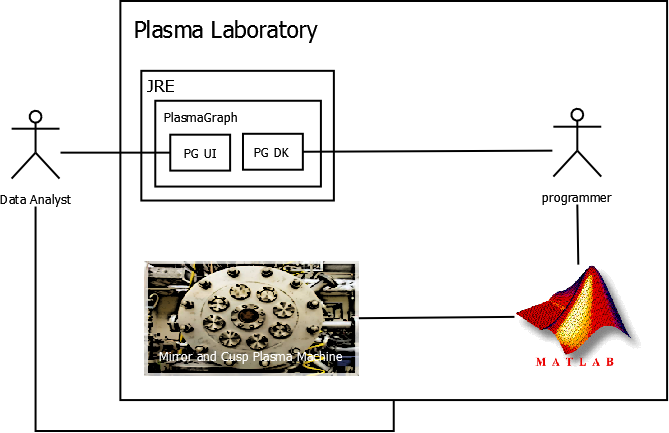 Plasma Laboratory
JRE
PlasmaGraph
PG UI
PG DK
Data Analyst
programmer
Mirror and Cusp Plasma Machine
MATLAB